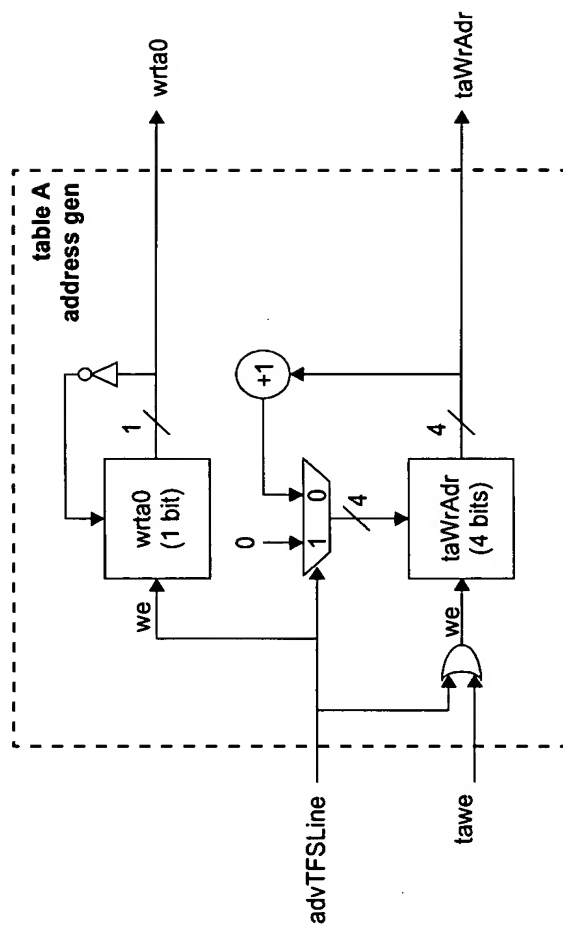 table A
address gen
wrta0
1
we
wrta0
(1 bit)
+1
0
1 0
4
advTFSLine
taWrAdr
4
we
taWrAdr
(4 bits)
tawe